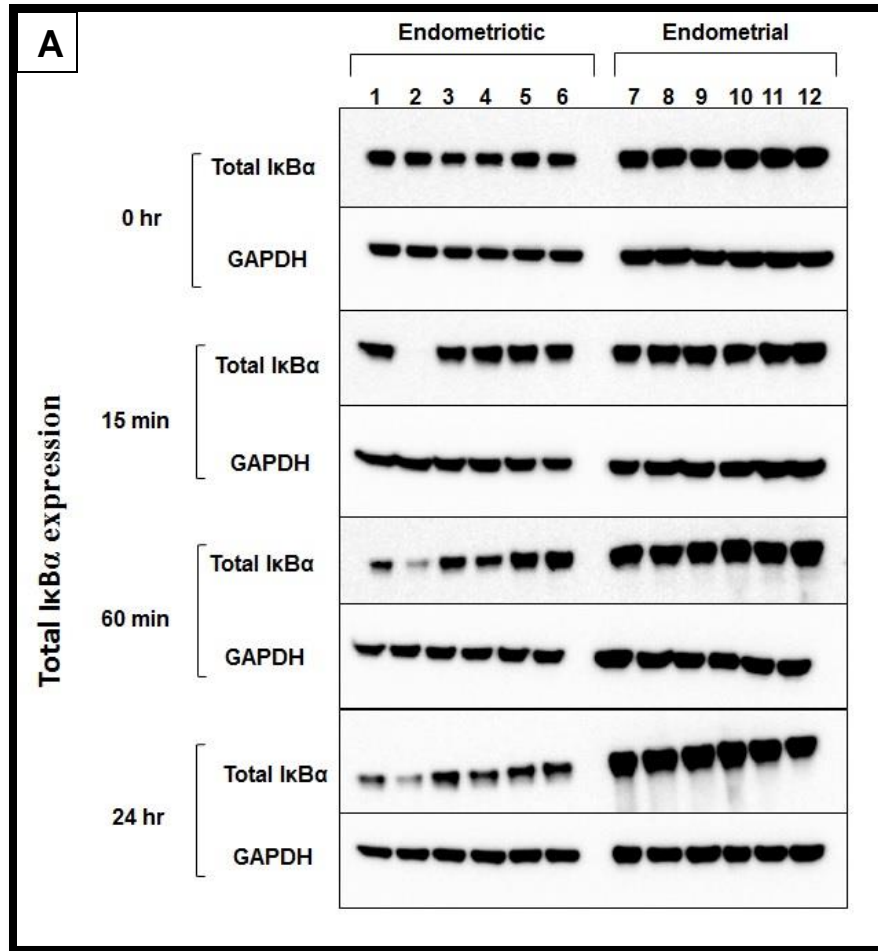 A
Endometriotic Endometrial
1 2 3 4 5 6 7 8 9 10 11 12
Total IκBα
0 hr
GAPDH
Total IκBα
15 min
GAPDH
Total IκBα
60 min
GAPDH
Total IκBα
24 hr
GAPDH
Total IκBα expression